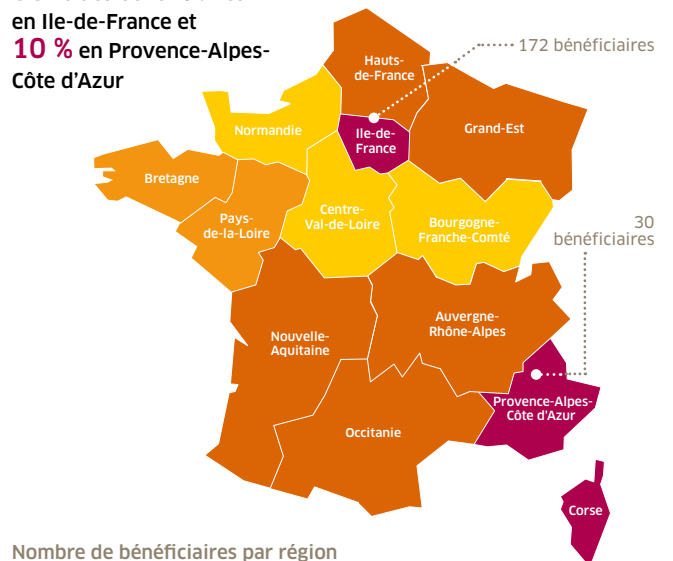 en Ile-de-France et
10 % en Provence-Alpes-
Côte d'Azur
172 bénéficiaires
Hauts-
de-France
Normandie
Ile-de-
France
Grand-Est
Bretagne
Pays-
de-la-Loire
Centre-
Val-de-Loire
Bourgogne-
Franche-Comté
30
bénéficiaires
Auvergne-
Rhône-Alpes
Nouvelle-
Aquitaine
Provence-Alpes-
Côte d'Azur
Occitanie
Corse
Nombre de bénéficiaires par région